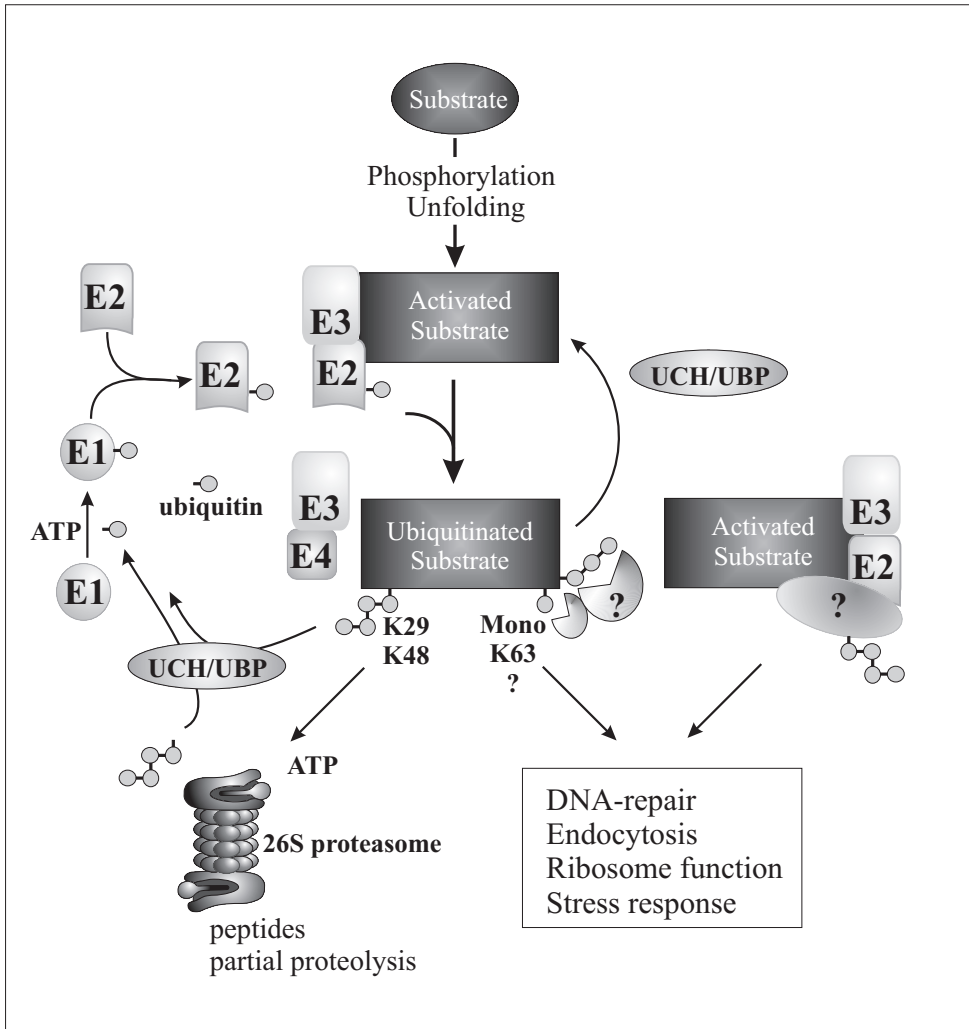 Substrate
Phosphorylation
Unfolding
E2
E3
Activated
Substrate
E2
E2
UCH/UBP
E1
ubiquitin
ATP
E1
E3
E4
Ubiquitinated
Substrate
Activated
Substrate
E3
E2
?
?
K29
K48
Mono
K63
?
UCH/UBP
ATP
26S proteasome
peptides
partial proteolysis
DNA-repair
Endocytosis
Ribosome function
Stress response